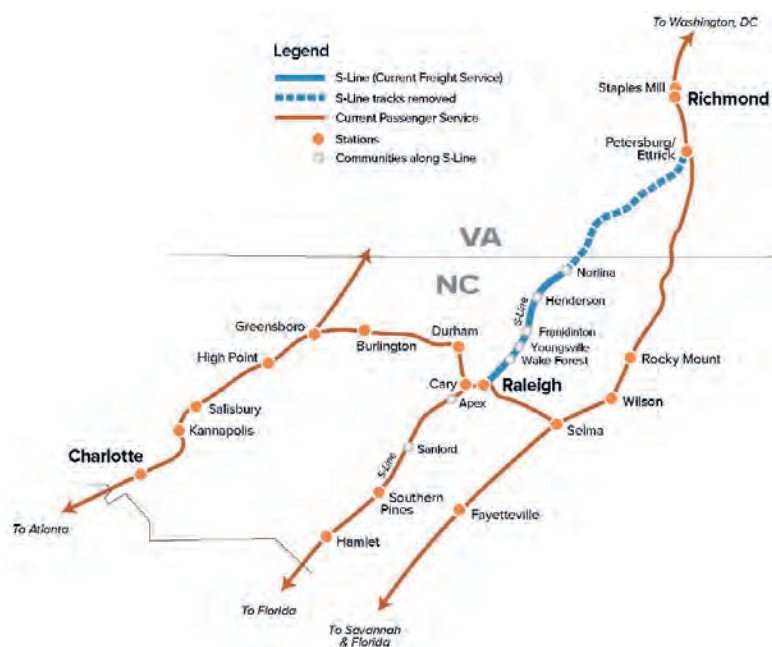 To Washington, DC
Legend
S-Line (Current Freight Service)
S-Line tracks removed
Current Passenger Service
Stations
Communities along S-Line
Staples Mill
Richmond
Petersburg/
Ettrick
VA
NC
Norlina
Henderson
S-Line
Franklinton
Youngsville
Wake Forest
Greensboro
Burlington
Durham
High Point
Rocky Mount
Cary
Raleigh
Apex
Wilson
Salisbury
Kannapolis
Selma
Charlotte
Sanford
S-Line
Southern
Pines
Fayetteville
To Atlanta
Hamlet
To Florida
To Savannah
& Florida